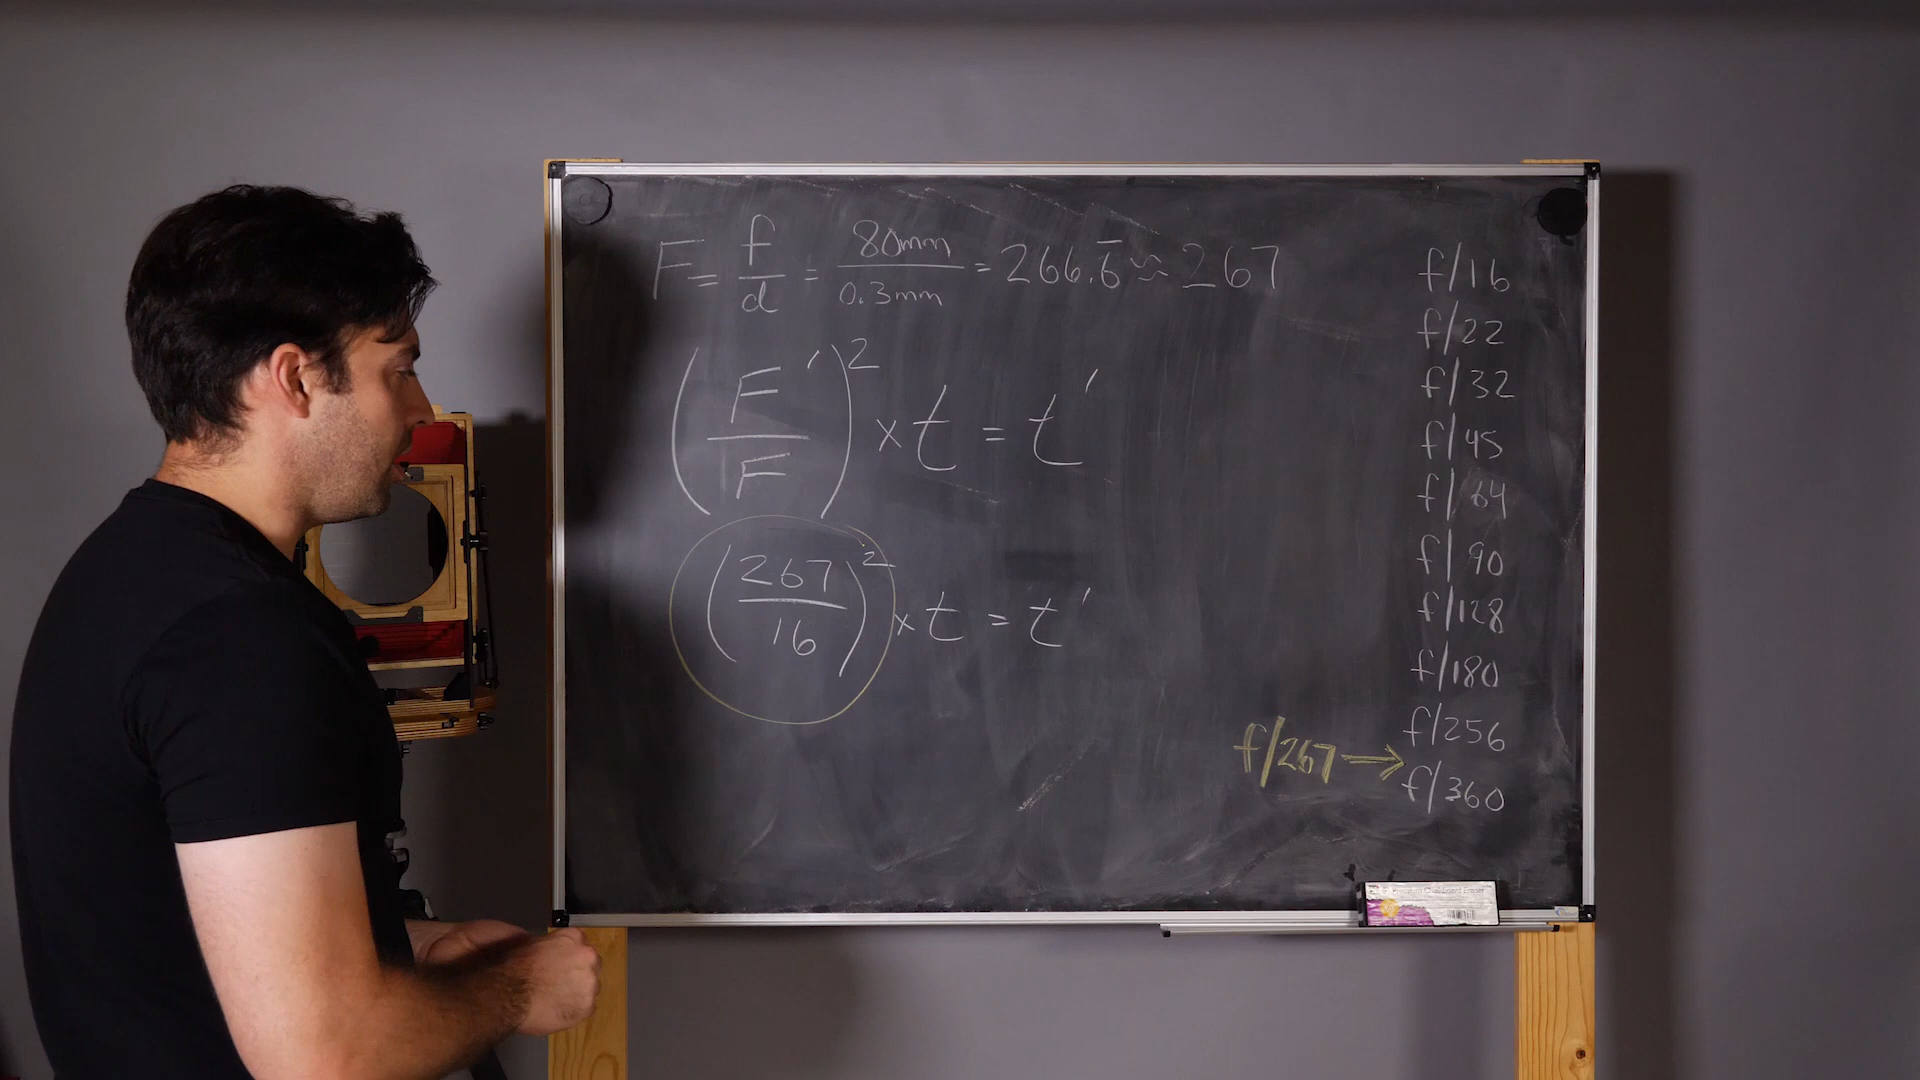 F = f/d = 80mm/0.3mm = 266.6̅ ≈ 267
(F′/F)² × t = t′
(267/16)² × t = t′
f/16
f/22
f/32
f/45
f/64
f/90
f/128
f/180
f/256
f/267 →
f/360